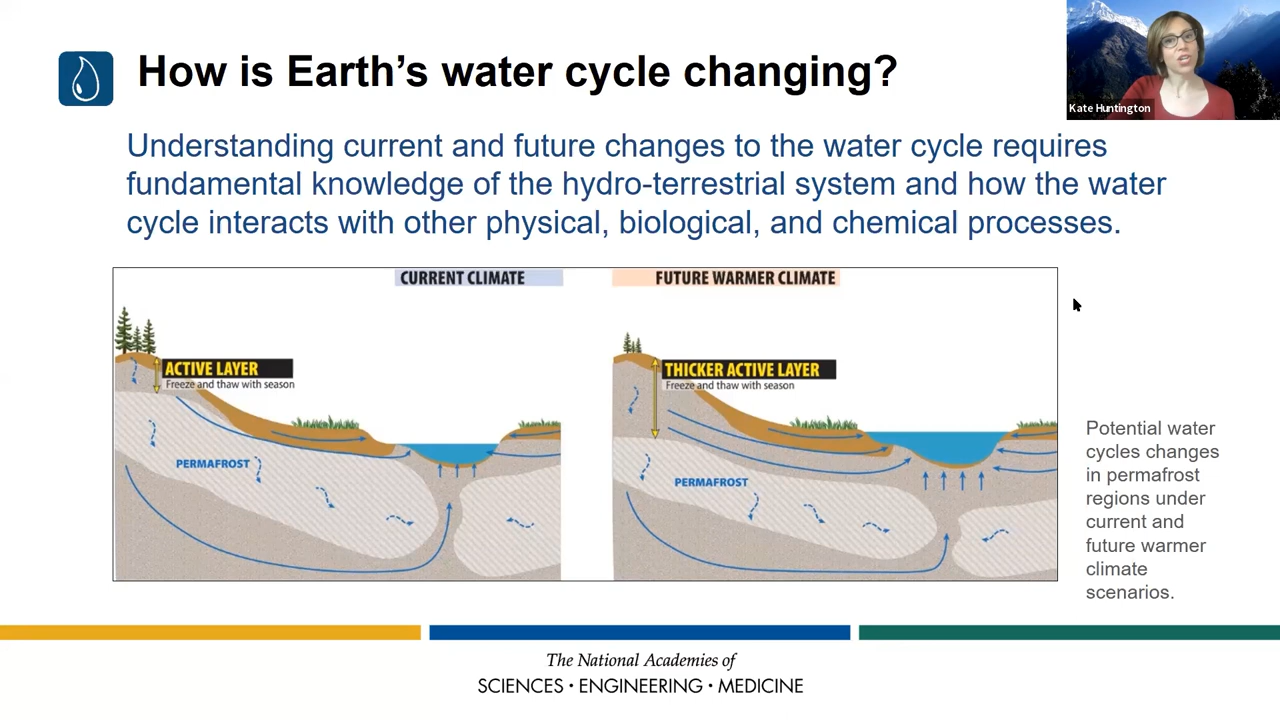 How is Earth's water cycle changing?
Kate Huntington
Understanding current and future changes to the water cycle requires
fundamental knowledge of the hydro-terrestrial system and how the water
cycle interacts with other physical, biological, and chemical processes.
CURRENT CLIMATE
ACTIVE LAYER
Freeze and thaw with season
PERMAFROST
FUTURE WARMER CLIMATE
THICKER ACTIVE LAYER
Freeze and thaw with season
PERMAFROST
Potential water
cycles changes
in permafrost
regions under
current and
future warmer
climate
scenarios.
The National Academies of
SCIENCES • ENGINEERING • MEDICINE